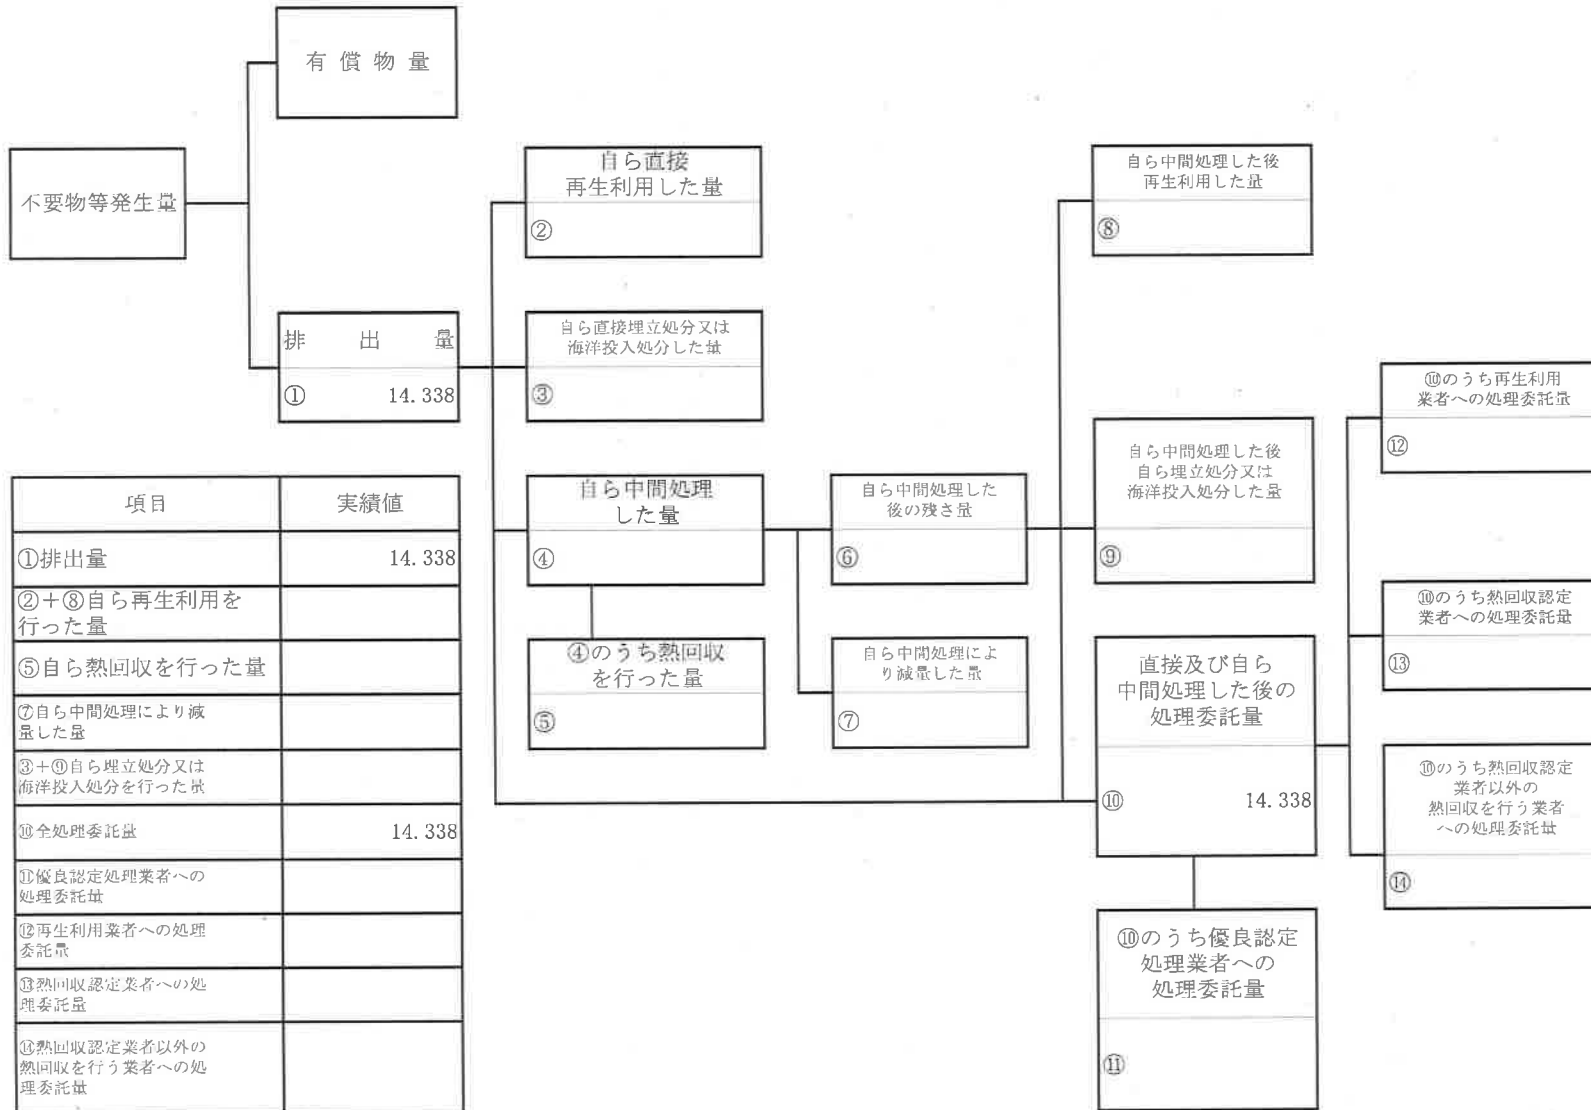 有償物量
不要物等発生量
排出量
① 14.338
自ら直接
再生利用した量
②
自ら直接埋立処分又は
海洋投入処分した量
③
自ら中間処理
した量
④
④のうち熱回収
を行った量
⑤
自ら中間処理した
後の残さ量
⑥
自ら中間処理によ
り減量した量
⑦
自ら中間処理した後
再生利用した量
⑧
自ら中間処理した後
自ら埋立処分又は
海洋投入処分した量
⑨
直接及び自ら
中間処理した後の
処理委託量
⑩ 14.338
⑩のうち優良認定
処理業者への
処理委託量
⑪
⑩のうち再生利用
業者への処理委託量
⑫
⑩のうち熱回収認定
業者への処理委託量
⑬
⑩のうち熱回収認定
業者以外の
熱回収を行う業者
への処理委託量
⑭
項目 実績値
①排出量 14.338
②+⑧自ら再生利用を
行った量
⑤自ら熱回収を行った量
⑦自ら中間処理により減
量した量
③+⑨自ら埋立処分又は
海洋投入処分を行った量
⑩全処理委託量 14.338
⑪優良認定処理業者への
処理委託量
⑫再生利用業者への処理
委託量
⑬熱回収認定業者への処
理委託量
⑭熱回収認定業者以外の
熱回収を行う業者への処
理委託量